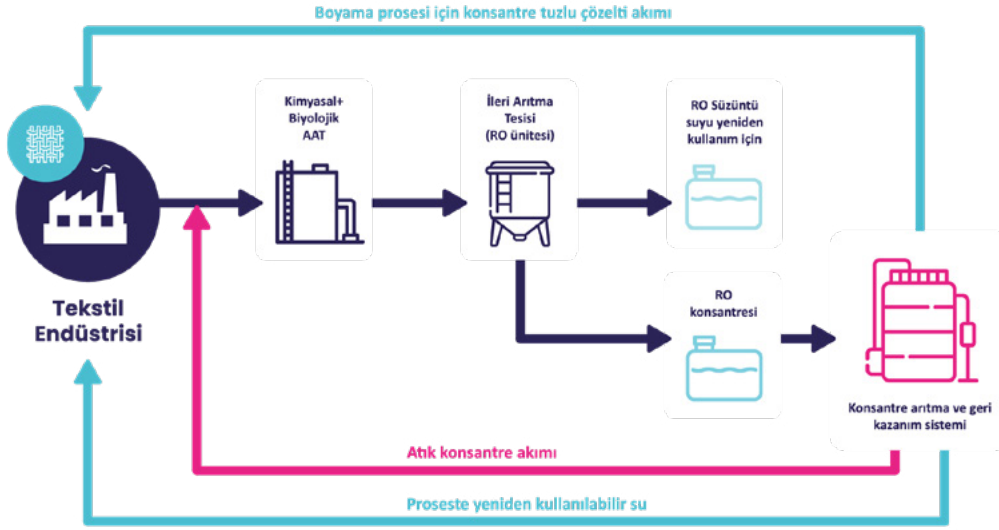 Boyama prosesi için konsantre tuzlu çözelti akımı
Kimyasal+
Biyolojik
AAT
İleri Arıtma
Tesisi
(RO ünitesi)
RO Süzüntü
suyu yeniden
kullanım için
Tekstil
Endüstrisi
RO
konsantresi
Konsantre arıtma ve geri
kazanım sistemi
Atık konsantre akımı
Proseste yeniden kullanılabilir su